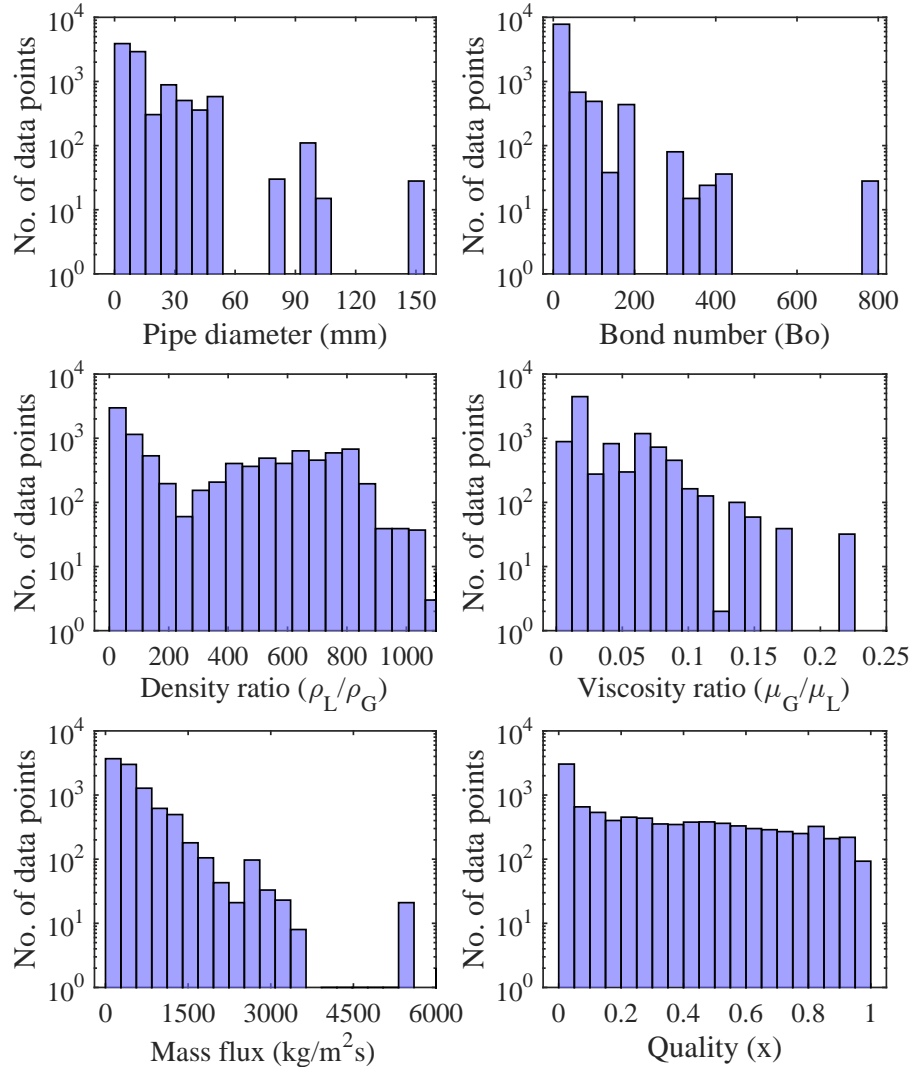 No. of data points
10^4
10^3
10^2
10^1
10^0
0 30 60 90 120 150
Pipe diameter (mm)
No. of data points
10^4
10^3
10^2
10^1
10^0
0 200 400 600 800
Bond number (Bo)
No. of data points
10^4
10^3
10^2
10^1
10^0
0 200 400 600 800 1000
Density ratio (ρ_L/ρ_G)
No. of data points
10^4
10^3
10^2
10^1
10^0
0 0.05 0.1 0.15 0.2 0.25
Viscosity ratio (μ_G/μ_L)
No. of data points
10^4
10^3
10^2
10^1
10^0
0 1500 3000 4500 6000
Mass flux (kg/m^2s)
No. of data points
10^4
10^3
10^2
10^1
10^0
0 0.2 0.4 0.6 0.8 1
Quality (x)